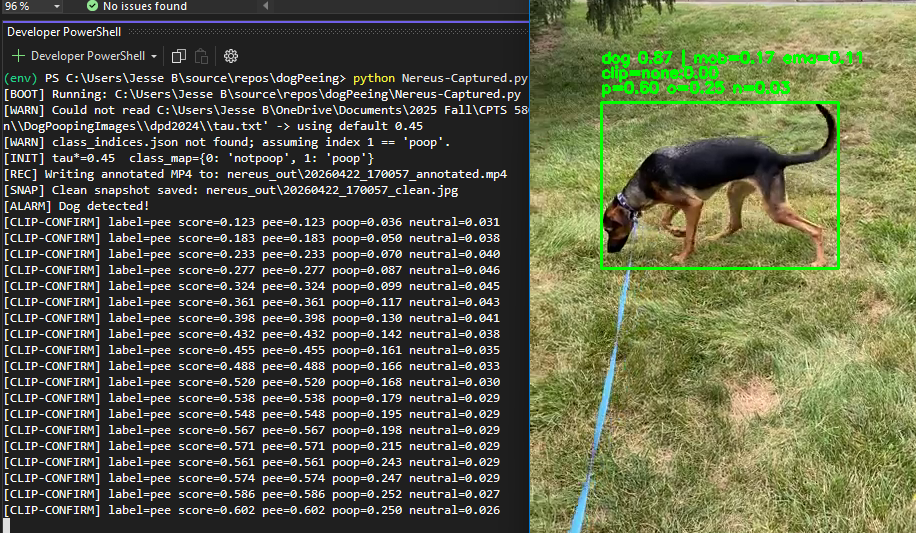 96 %
No issues found
Developer PowerShell
Developer PowerShell
(env) PS C:\Users\Jesse B\source\repos\dogPeeing> python Nereus-Captured.py
[BOOT] Running: C:\Users\Jesse B\source\repos\dogPeeing\Nereus-Captured.py
[WARN] Could not read C:\Users\Jesse B\OneDrive\Documents\2025 Fall\CPTS 58
n\\DogPoopingImages\\dpd2024\\tau.txt' -> using default 0.45
[WARN] class_indices.json not found; assuming index 1 == 'poop'.
[INIT] tau*=0.45 class_map={0: 'notpoop', 1: 'poop'}
[REC] Writing annotated MP4 to: nereus_out\20260422_170057_annotated.mp4
[SNAP] Clean snapshot saved: nereus_out\20260422_170057_clean.jpg
[ALARM] Dog detected!
[CLIP-CONFIRM] label=pee score=0.123 pee=0.123 poop=0.036 neutral=0.031
[CLIP-CONFIRM] label=pee score=0.183 pee=0.183 poop=0.050 neutral=0.038
[CLIP-CONFIRM] label=pee score=0.233 pee=0.233 poop=0.070 neutral=0.040
[CLIP-CONFIRM] label=pee score=0.277 pee=0.277 poop=0.087 neutral=0.046
[CLIP-CONFIRM] label=pee score=0.324 pee=0.324 poop=0.099 neutral=0.045
[CLIP-CONFIRM] label=pee score=0.361 pee=0.361 poop=0.117 neutral=0.043
[CLIP-CONFIRM] label=pee score=0.398 pee=0.398 poop=0.130 neutral=0.041
[CLIP-CONFIRM] label=pee score=0.432 pee=0.432 poop=0.142 neutral=0.038
[CLIP-CONFIRM] label=pee score=0.455 pee=0.455 poop=0.161 neutral=0.035
[CLIP-CONFIRM] label=pee score=0.488 pee=0.488 poop=0.166 neutral=0.033
[CLIP-CONFIRM] label=pee score=0.520 pee=0.520 poop=0.168 neutral=0.030
[CLIP-CONFIRM] label=pee score=0.538 pee=0.538 poop=0.179 neutral=0.029
[CLIP-CONFIRM] label=pee score=0.548 pee=0.548 poop=0.195 neutral=0.029
[CLIP-CONFIRM] label=pee score=0.567 pee=0.567 poop=0.198 neutral=0.029
[CLIP-CONFIRM] label=pee score=0.571 pee=0.571 poop=0.215 neutral=0.029
[CLIP-CONFIRM] label=pee score=0.561 pee=0.561 poop=0.243 neutral=0.029
[CLIP-CONFIRM] label=pee score=0.574 pee=0.574 poop=0.247 neutral=0.029
[CLIP-CONFIRM] label=pee score=0.586 pee=0.586 poop=0.252 neutral=0.027
[CLIP-CONFIRM] label=pee score=0.602 pee=0.602 poop=0.250 neutral=0.026
dog 0.87 | mob=0.17 ema=0.11
clip=none:0.00
p=0.60 o=0.25 n=0.03